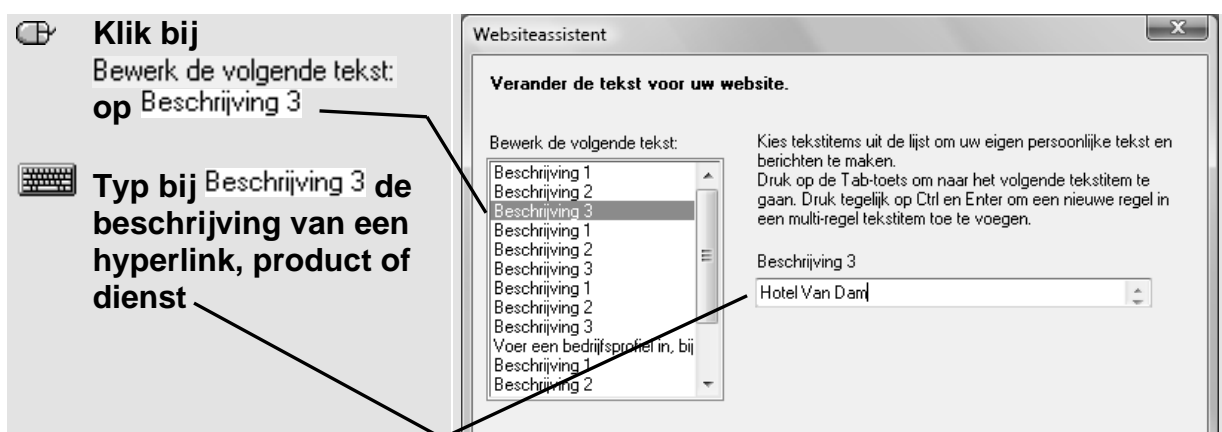 Klik bij
Bewerk de volgende tekst:
op Beschrijving 3
Typ bij Beschrijving 3 de
beschrijving van een
hyperlink, product of
dienst
Websiteassistent
Verander de tekst voor uw website.
Bewerk de volgende tekst:
Beschrijving 1
Beschrijving 2
Beschrijving 3
Beschrijving 1
Beschrijving 2
Beschrijving 3
Beschrijving 1
Beschrijving 2
Beschrijving 3
Voer een bedrijfsprofiel in, bij
Beschrijving 1
Beschrijving 2
Kies tekstitems uit de lijst om uw eigen persoonlijke tekst en
berichten te maken.
Druk op de Tab-toets om naar het volgende tekstitem te
gaan. Druk tegelijk op Ctrl en Enter om een nieuwe regel in
een multi-regel tekstitem toe te voegen.
Beschrijving 3
Hotel Van Dam